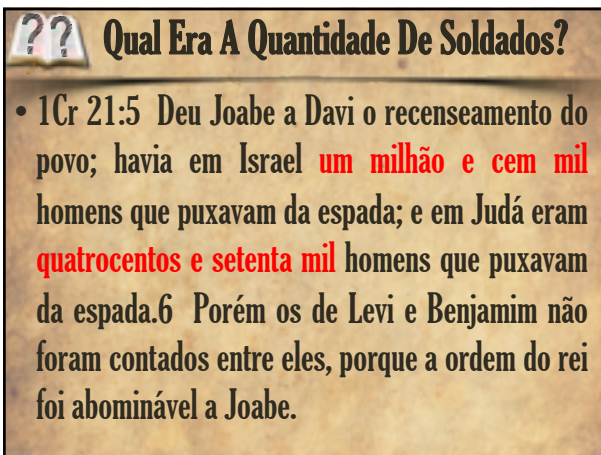 ?? Qual Era A Quantidade De Soldados?
• 1Cr 21:5 Deu Joabe a Davi o recenseamento do
povo; havia em Israel um milhão e cem mil
homens que puxavam da espada; e em Judá eram
quatrocentos e setenta mil homens que puxavam
da espada.6 Porém os de Levi e Benjamim não
foram contados entre eles, porque a ordem do rei
foi abominável a Joabe.